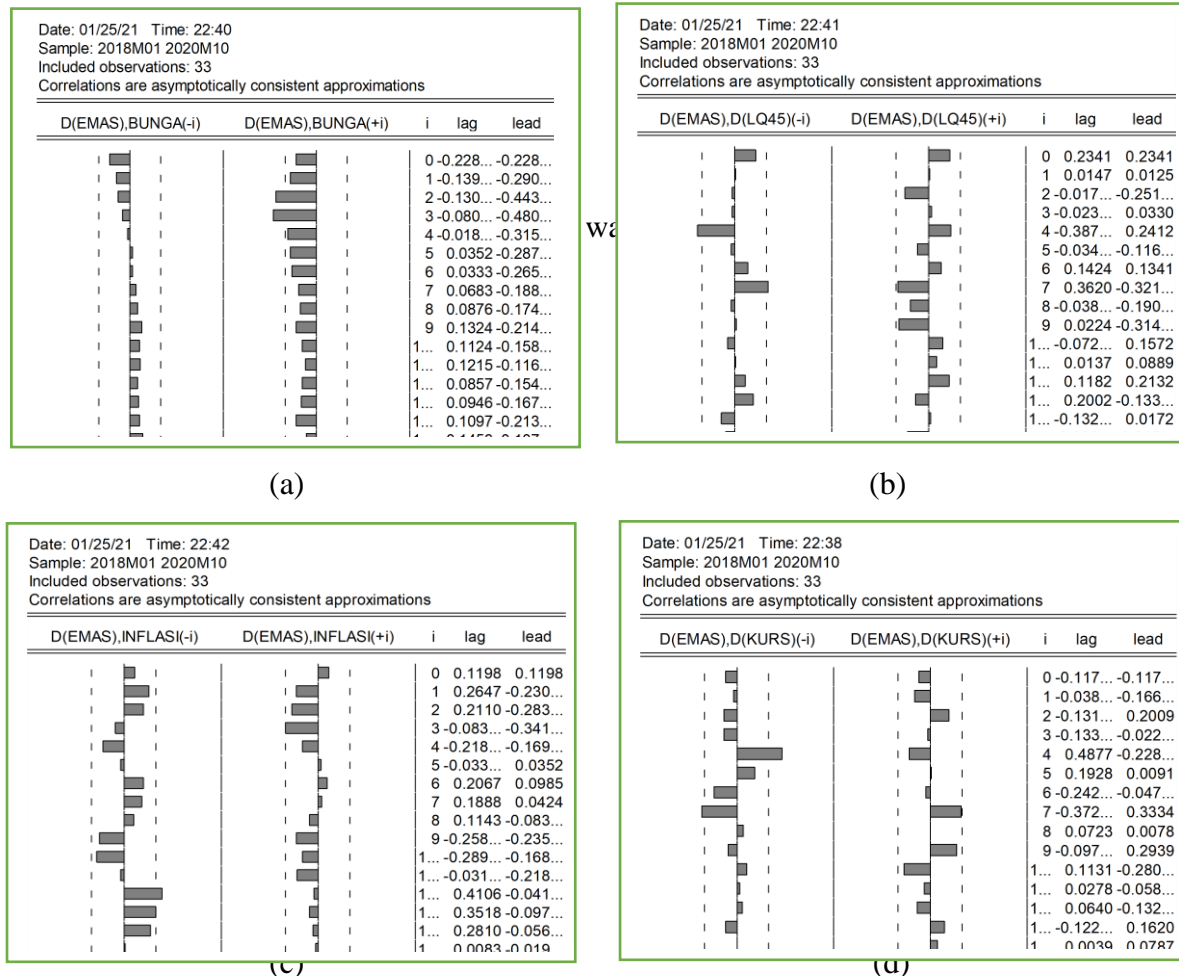 Date: 01/25/21 Time: 22:40
Sample: 2018M01 2020M10
Included observations: 33
Correlations are asymptotically consistent approximations
D(EMAS),BUNGA(-i) D(EMAS),BUNGA(+i) i lag lead
0 -0.228... -0.228...
1 -0.139... -0.290...
2 -0.130... -0.443...
3 -0.080... -0.480...
4 -0.018... -0.315...
5 0.0352 -0.287...
6 0.0333 -0.265...
7 0.0683 -0.188...
8 0.0876 -0.174...
9 0.1324 -0.214...
1... 0.1124 -0.158...
1... 0.1215 -0.116...
1... 0.0857 -0.154...
1... 0.0946 -0.167...
1... 0.1097 -0.213...
(a)
wa
Date: 01/25/21 Time: 22:41
Sample: 2018M01 2020M10
Included observations: 33
Correlations are asymptotically consistent approximations
D(EMAS),D(LQ45)(-i) D(EMAS),D(LQ45)(+i) i lag lead
0 0.2341 0.2341
1 0.0147 0.0125
2 -0.017... -0.251...
3 -0.023... 0.0330
4 -0.387... 0.2412
5 -0.034... -0.116...
6 0.1424 0.1341
7 0.3620 -0.321...
8 -0.038... -0.190...
9 0.0224 -0.314...
1... -0.072... 0.1572
1... 0.0137 0.0889
1... 0.1182 0.2132
1... 0.2002 -0.133...
1... -0.132... 0.0172
(b)
Date: 01/25/21 Time: 22:42
Sample: 2018M01 2020M10
Included observations: 33
Correlations are asymptotically consistent approximations
D(EMAS),INFLASI(-i) D(EMAS),INFLASI(+i) i lag lead
0 0.1198 0.1198
1 0.2647 -0.230...
2 0.2110 -0.283...
3 -0.083... -0.341...
4 -0.218... -0.169...
5 -0.033... 0.0352
6 0.2067 0.0985
7 0.1888 0.0424
8 0.1143 -0.083...
9 -0.258... -0.235...
1... -0.289... -0.168...
1... -0.031... -0.218...
1... 0.4106 -0.041...
1... 0.3518 -0.097...
1... 0.2810 -0.056...
1 0.0083 -0.019
(c)
Date: 01/25/21 Time: 22:38
Sample: 2018M01 2020M10
Included observations: 33
Correlations are asymptotically consistent approximations
D(EMAS),D(KURS)(-i) D(EMAS),D(KURS)(+i) i lag lead
0 -0.117... -0.117...
1 -0.038... -0.166...
2 -0.131... 0.2009
3 -0.133... -0.022...
4 0.4877 -0.228...
5 0.1928 0.0091
6 -0.242... -0.047...
7 -0.372... 0.3334
8 0.0723 0.0078
9 -0.097... 0.2939
1... 0.1131 -0.280...
1... 0.0278 -0.058...
1... 0.0640 -0.132...
1... -0.122... 0.1620
1 0.0039 0.0787
(d)